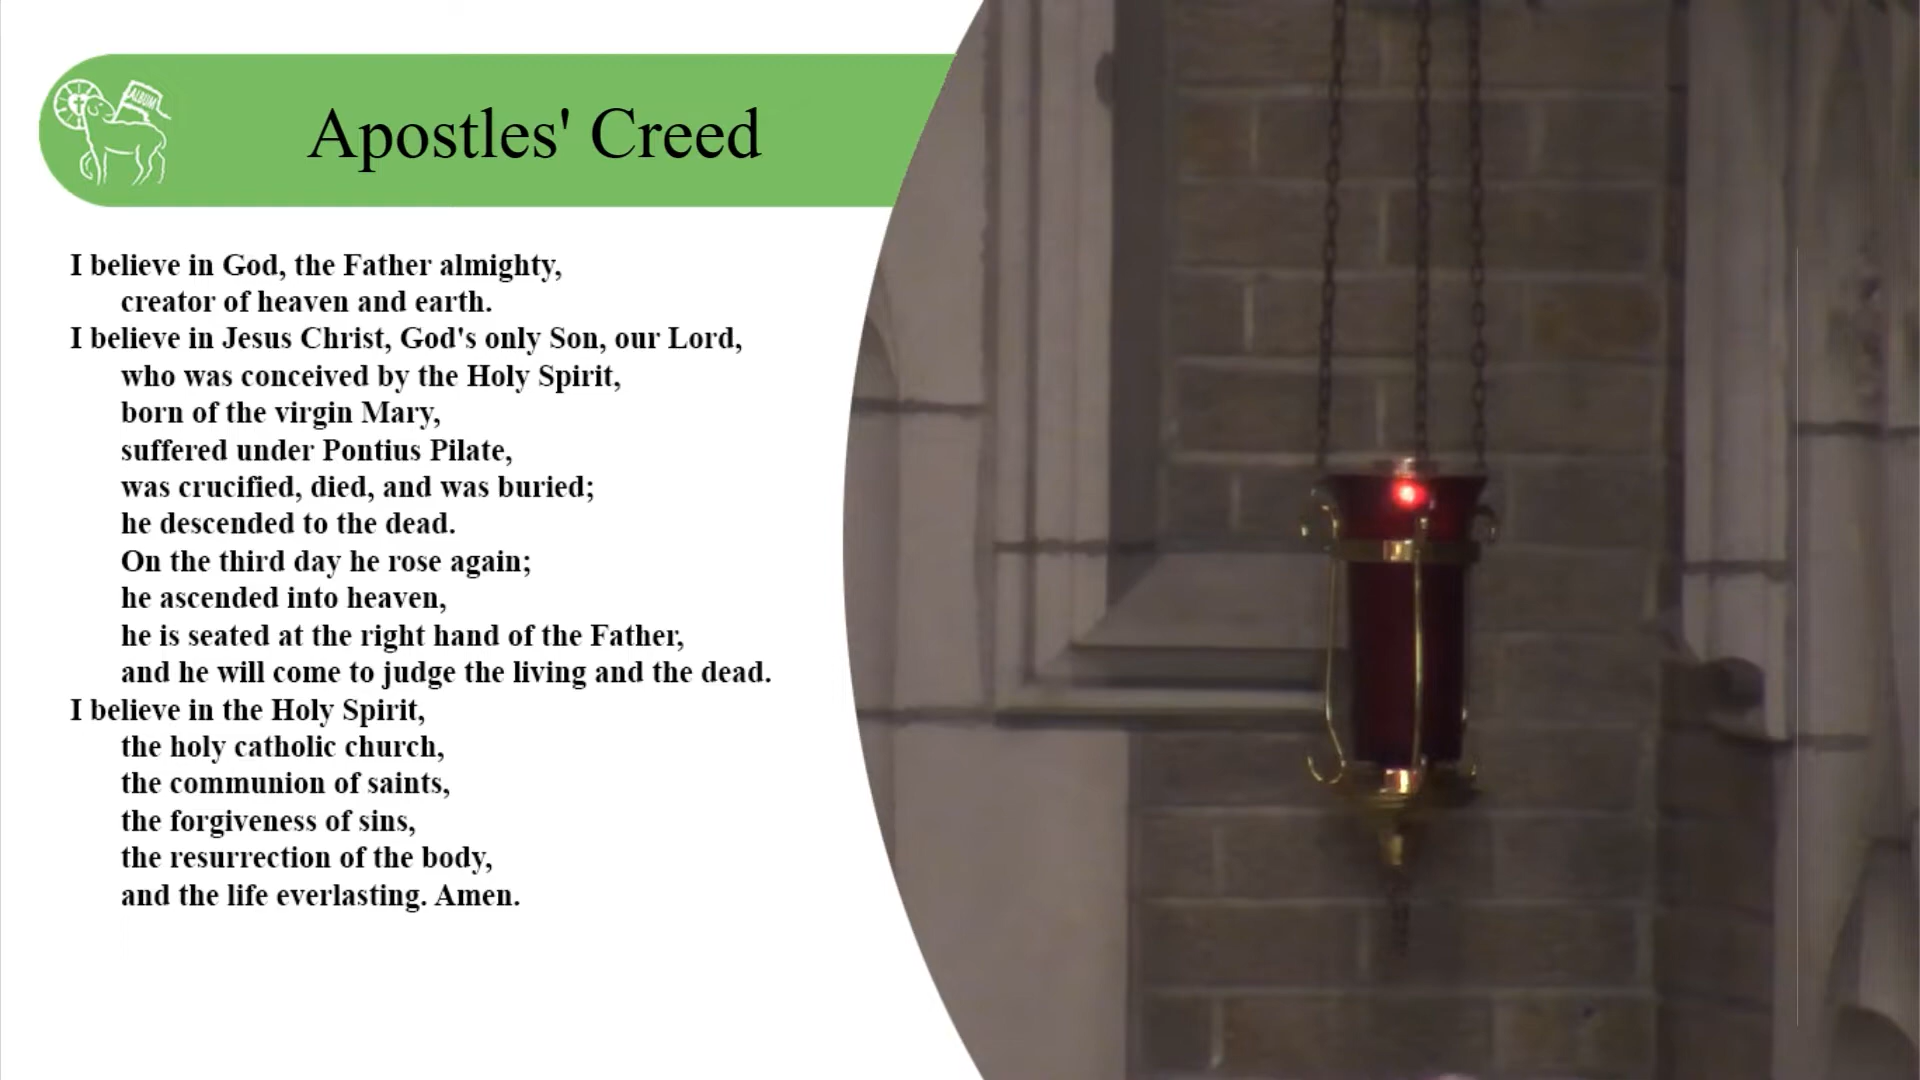 ALBUM
Apostles' Creed
I believe in God, the Father almighty,
creator of heaven and earth.
I believe in Jesus Christ, God's only Son, our Lord,
who was conceived by the Holy Spirit,
born of the virgin Mary,
suffered under Pontius Pilate,
was crucified, died, and was buried;
he descended to the dead.
On the third day he rose again;
he ascended into heaven,
he is seated at the right hand of the Father,
and he will come to judge the living and the dead.
I believe in the Holy Spirit,
the holy catholic church,
the communion of saints,
the forgiveness of sins,
the resurrection of the body,
and the life everlasting. Amen.